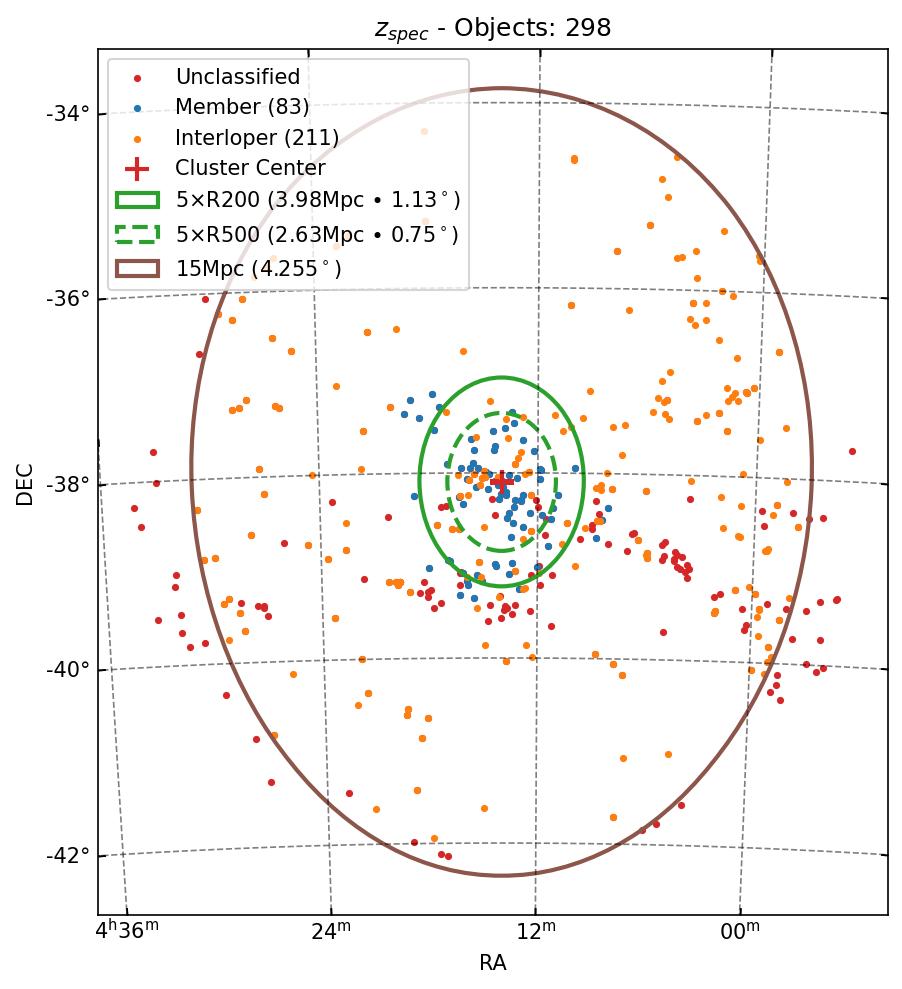 z_spec - Objects: 298
Unclassified
Member (83)
Interloper (211)
Cluster Center
5×R200 (3.98Mpc • 1.13°)
5×R500 (2.63Mpc • 0.75°)
15Mpc (4.255°)
-34°
-36°
-38°
-40°
-42°
DEC
4ʰ36ᵐ 24ᵐ 12ᵐ 00ᵐ
RA